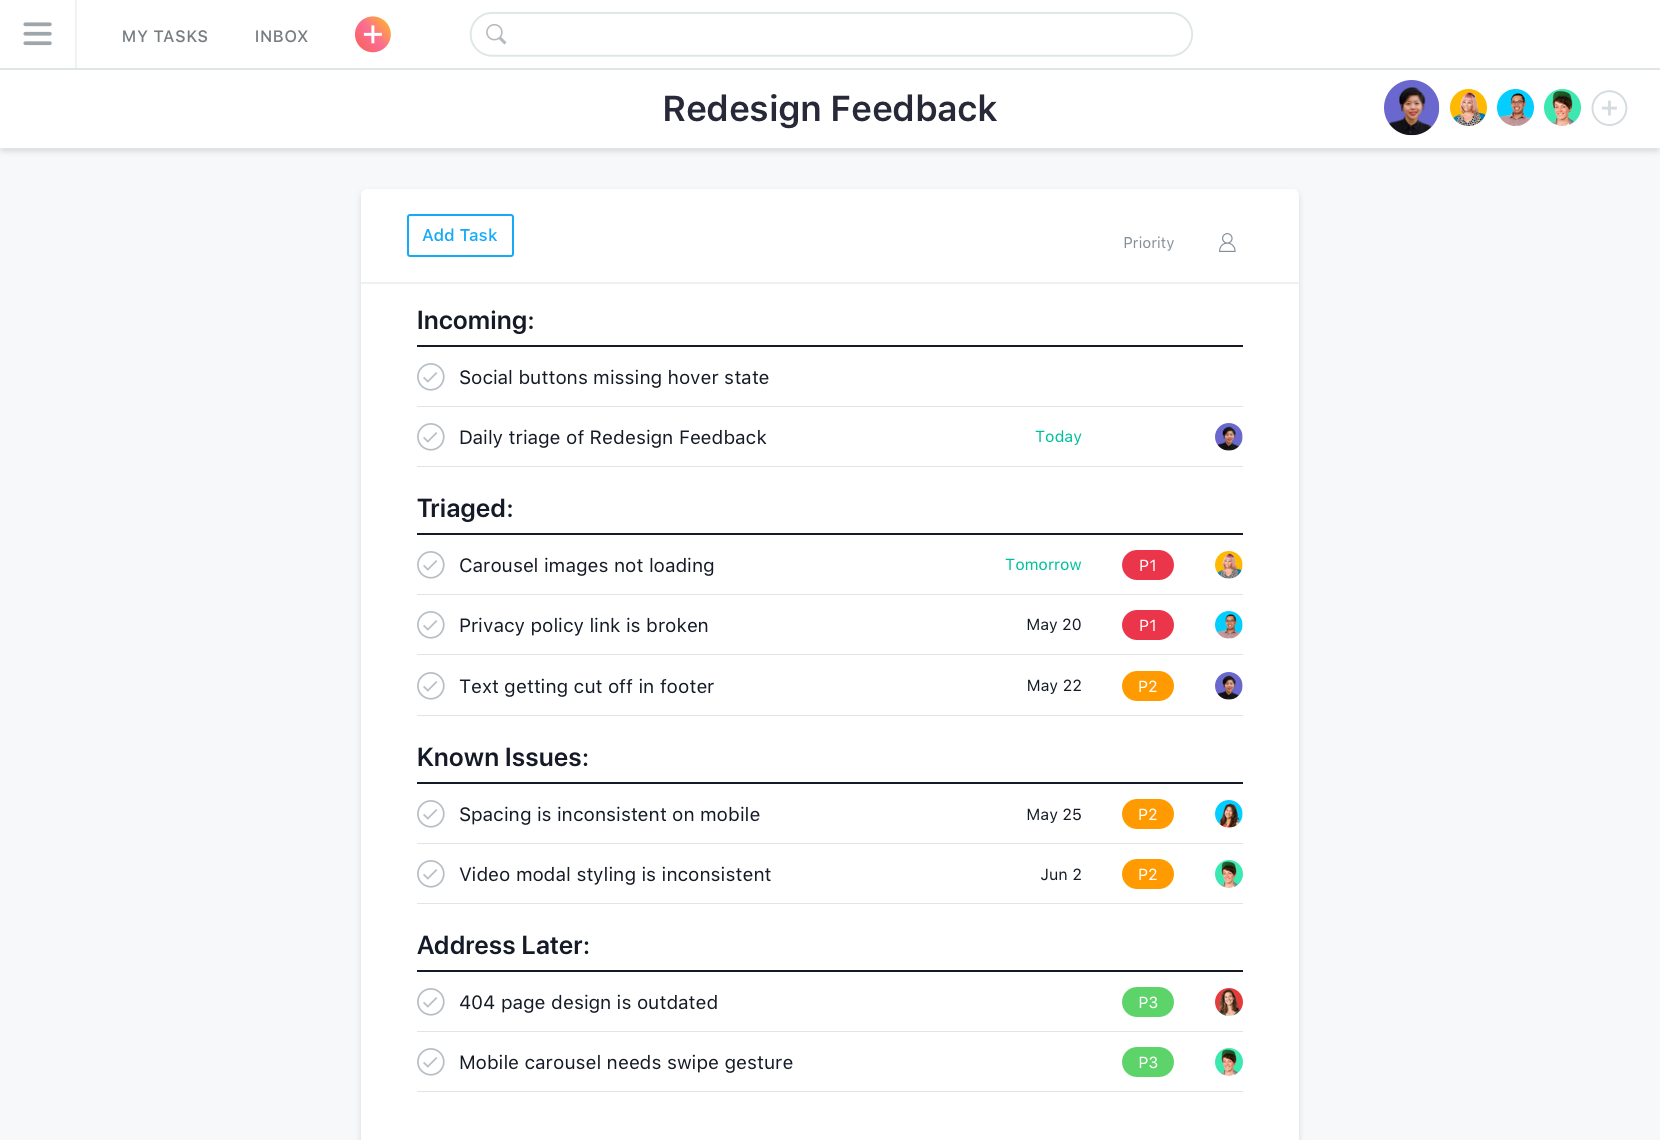 MY TASKS INBOX
Redesign Feedback
Add Task
Priority
Incoming:
Social buttons missing hover state
Daily triage of Redesign Feedback Today
Triaged:
Carousel images not loading Tomorrow P1
Privacy policy link is broken May 20 P1
Text getting cut off in footer May 22 P2
Known Issues:
Spacing is inconsistent on mobile May 25 P2
Video modal styling is inconsistent Jun 2 P2
Address Later:
404 page design is outdated P3
Mobile carousel needs swipe gesture P3